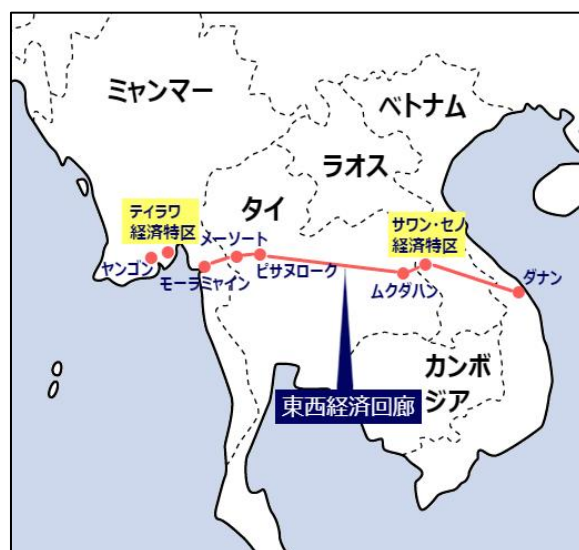 ミャンマー
ベトナム
ラオス
タイ
テイラワ
経済特区
メーソート
サワン・セノ
経済特区
ヤンゴン
モーラミャイン
ピサヌローク
ムクダハン
ダナン
カンボ
ジア
東西経済回廊